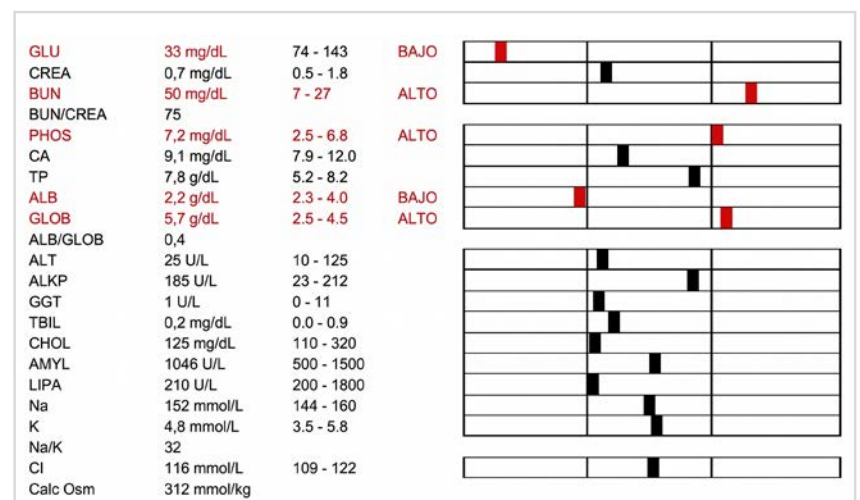 GLU 33 mg/dL 74 - 143 BAJO
CREA 0,7 mg/dL 0.5 - 1.8
BUN 50 mg/dL 7 - 27 ALTO
BUN/CREA 75
PHOS 7,2 mg/dL 2.5 - 6.8 ALTO
CA 9,1 mg/dL 7.9 - 12.0
TP 7,8 g/dL 5.2 - 8.2
ALB 2,2 g/dL 2.3 - 4.0 BAJO
GLOB 5,7 g/dL 2.5 - 4.5 ALTO
ALB/GLOB 0,4
ALT 25 U/L 10 - 125
ALKP 185 U/L 23 - 212
GGT 1 U/L 0 - 11
TBIL 0,2 mg/dL 0.0 - 0.9
CHOL 125 mg/dL 110 - 320
AMYL 1046 U/L 500 - 1500
LIPA 210 U/L 200 - 1800
Na 152 mmol/L 144 - 160
K 4,8 mmol/L 3.5 - 5.8
Na/K 32
Cl 116 mmol/L 109 - 122
Calc Osm 312 mmol/kg